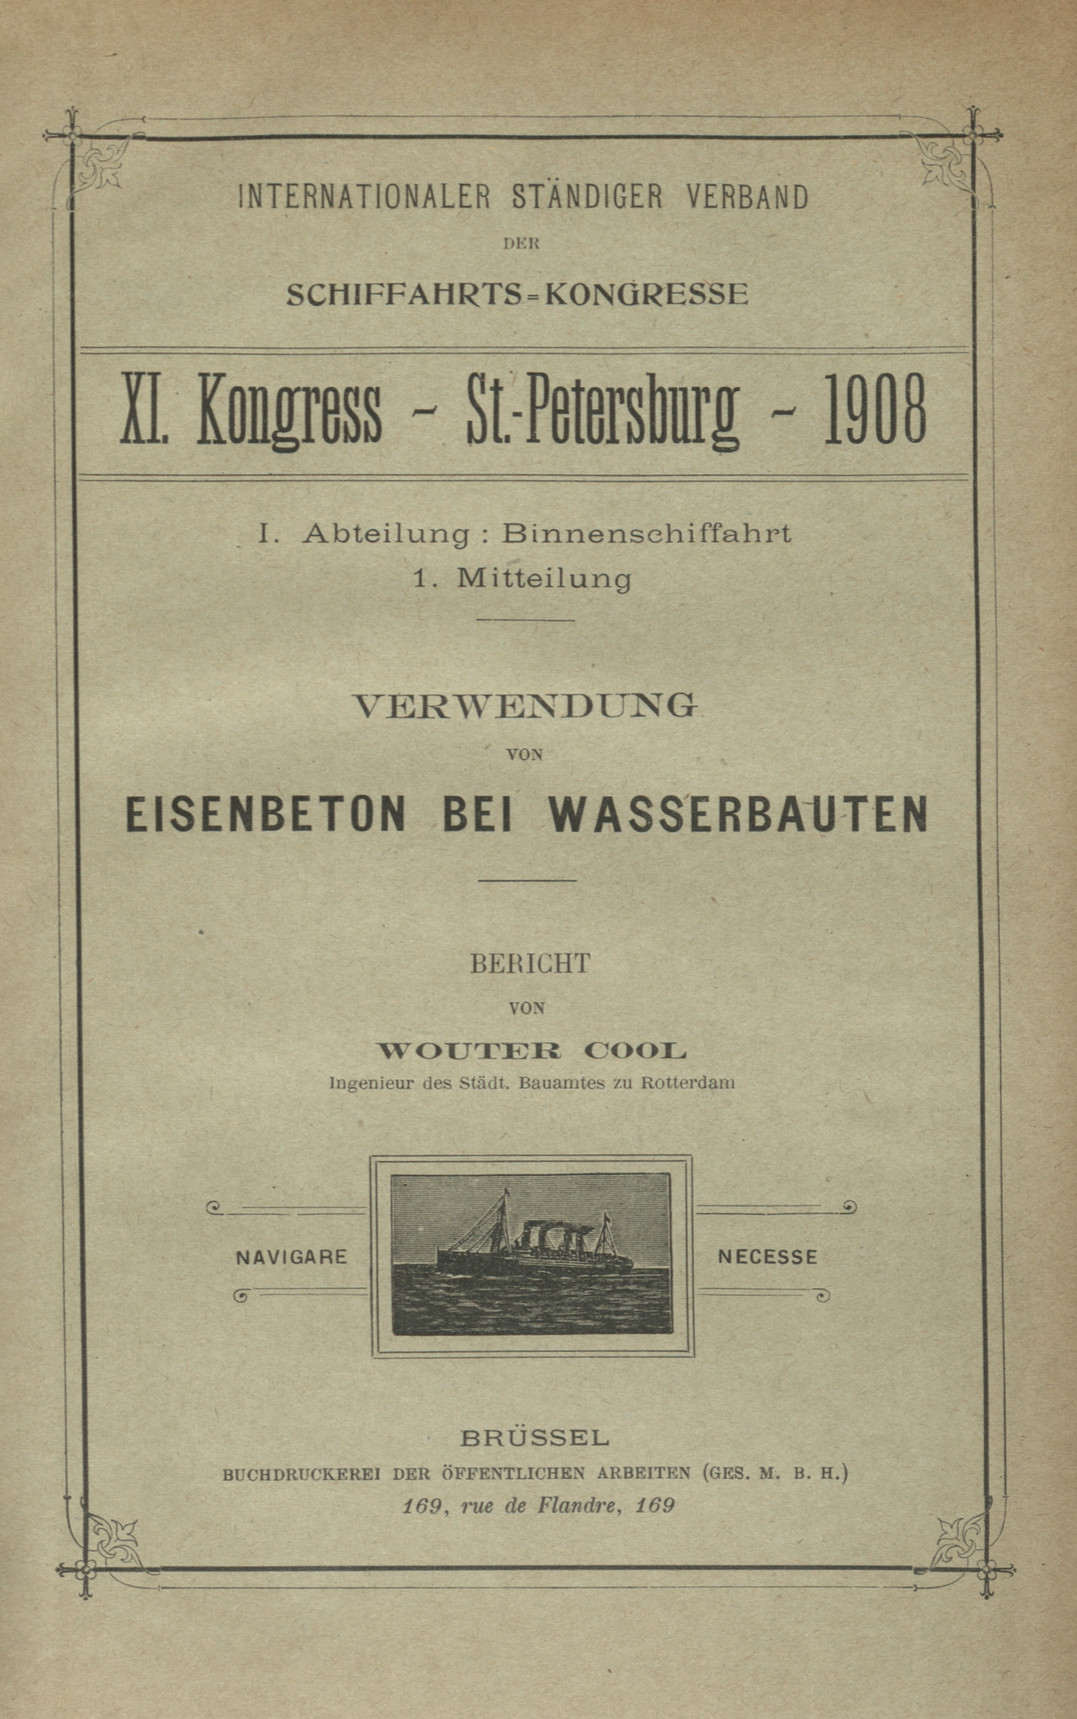 INTERNATIONALER STÄNDIGER VERBAND
DER
SCHIFFAHRTS=KONGRESSE
XI. Kongress - St.-Petersburg - 1908
I. Abteilung : Binnenschiffahrt
1. Mitteilung
VERWENDUNG
VON
EISENBETON BEI WASSERBAUTEN
BERICHT
VON
WOUTER COOL
Ingenieur des Städt. Bauamtes zu Rotterdam
NAVIGARE NECESSE
BRÜSSEL
BUCHDRUCKEREI DER ÖFFENTLICHEN ARBEITEN (GES. M. B. H.)
169, rue de Flandre, 169